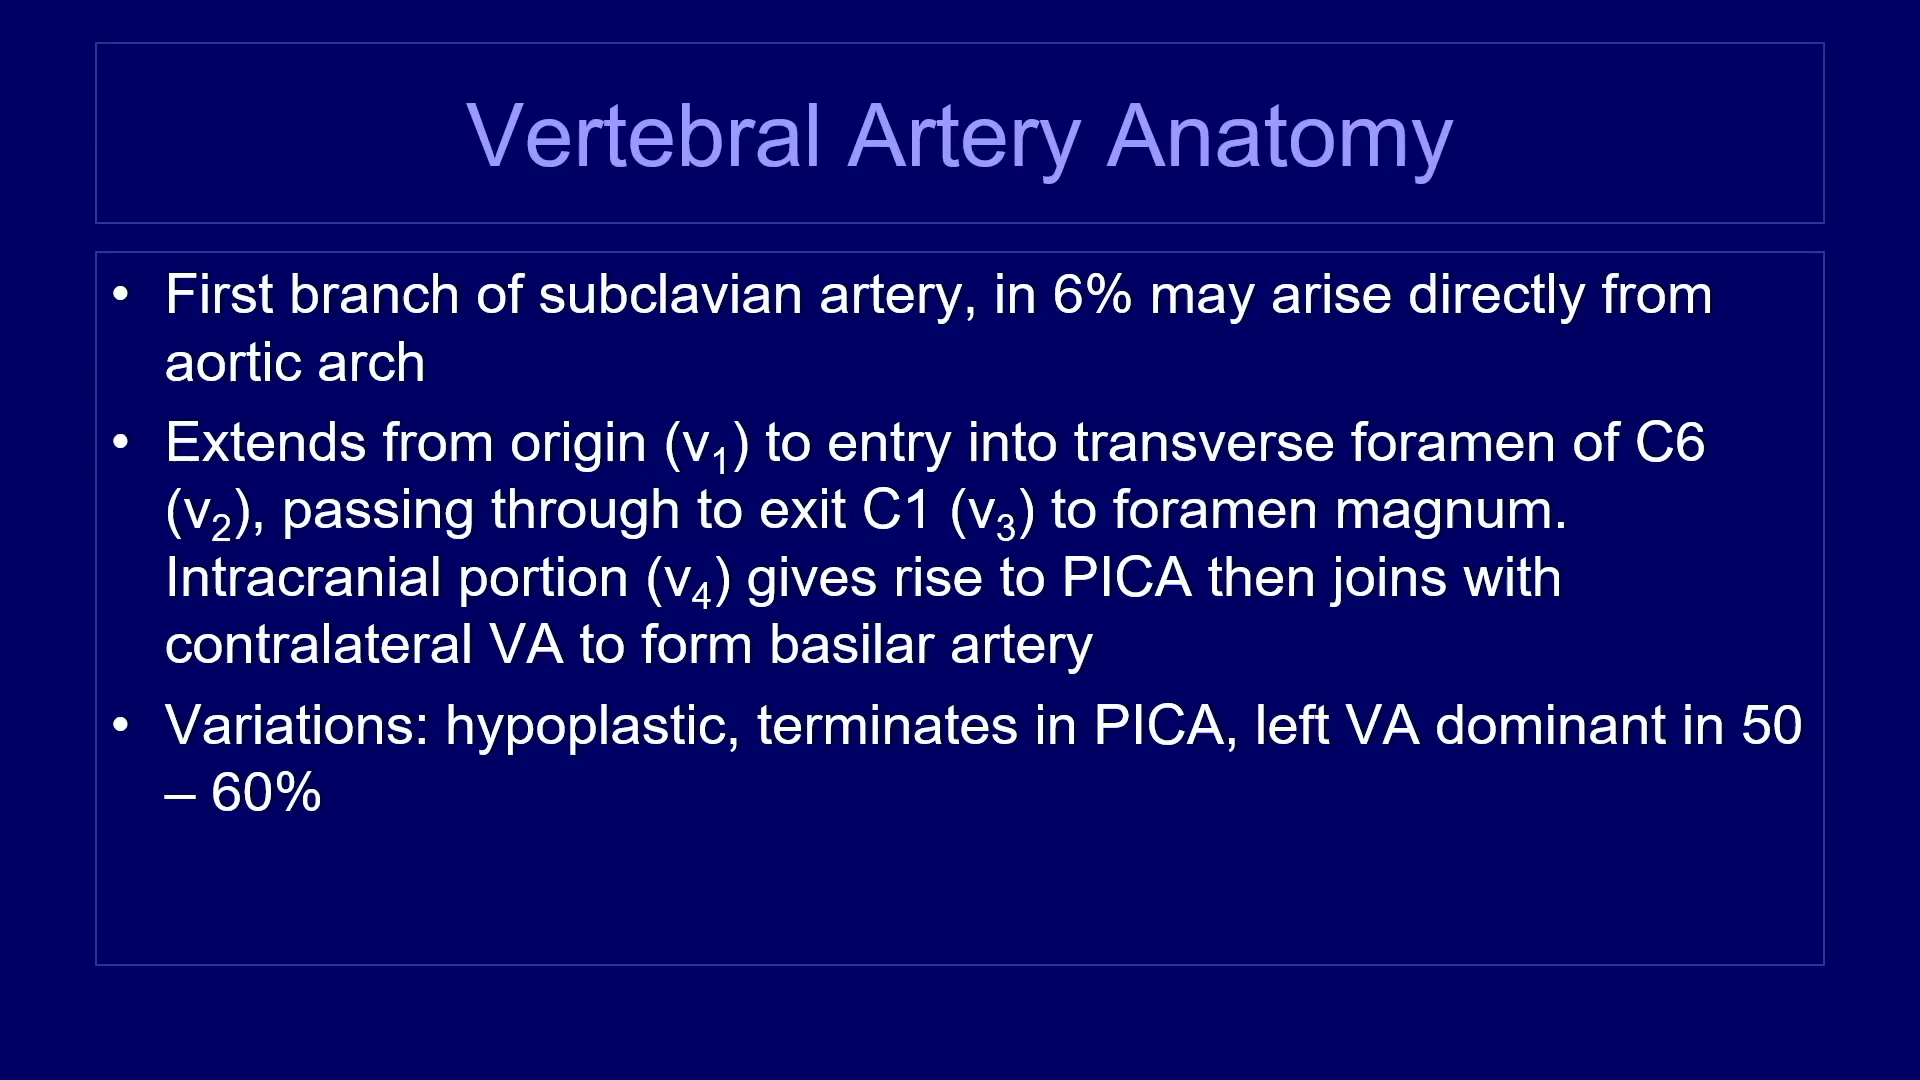 Vertebral Artery Anatomy
• First branch of subclavian artery, in 6% may arise directly from
aortic arch
• Extends from origin (v₁) to entry into transverse foramen of C6
(v₂), passing through to exit C1 (v₃) to foramen magnum.
Intracranial portion (v₄) gives rise to PICA then joins with
contralateral VA to form basilar artery
• Variations: hypoplastic, terminates in PICA, left VA dominant in 50
– 60%